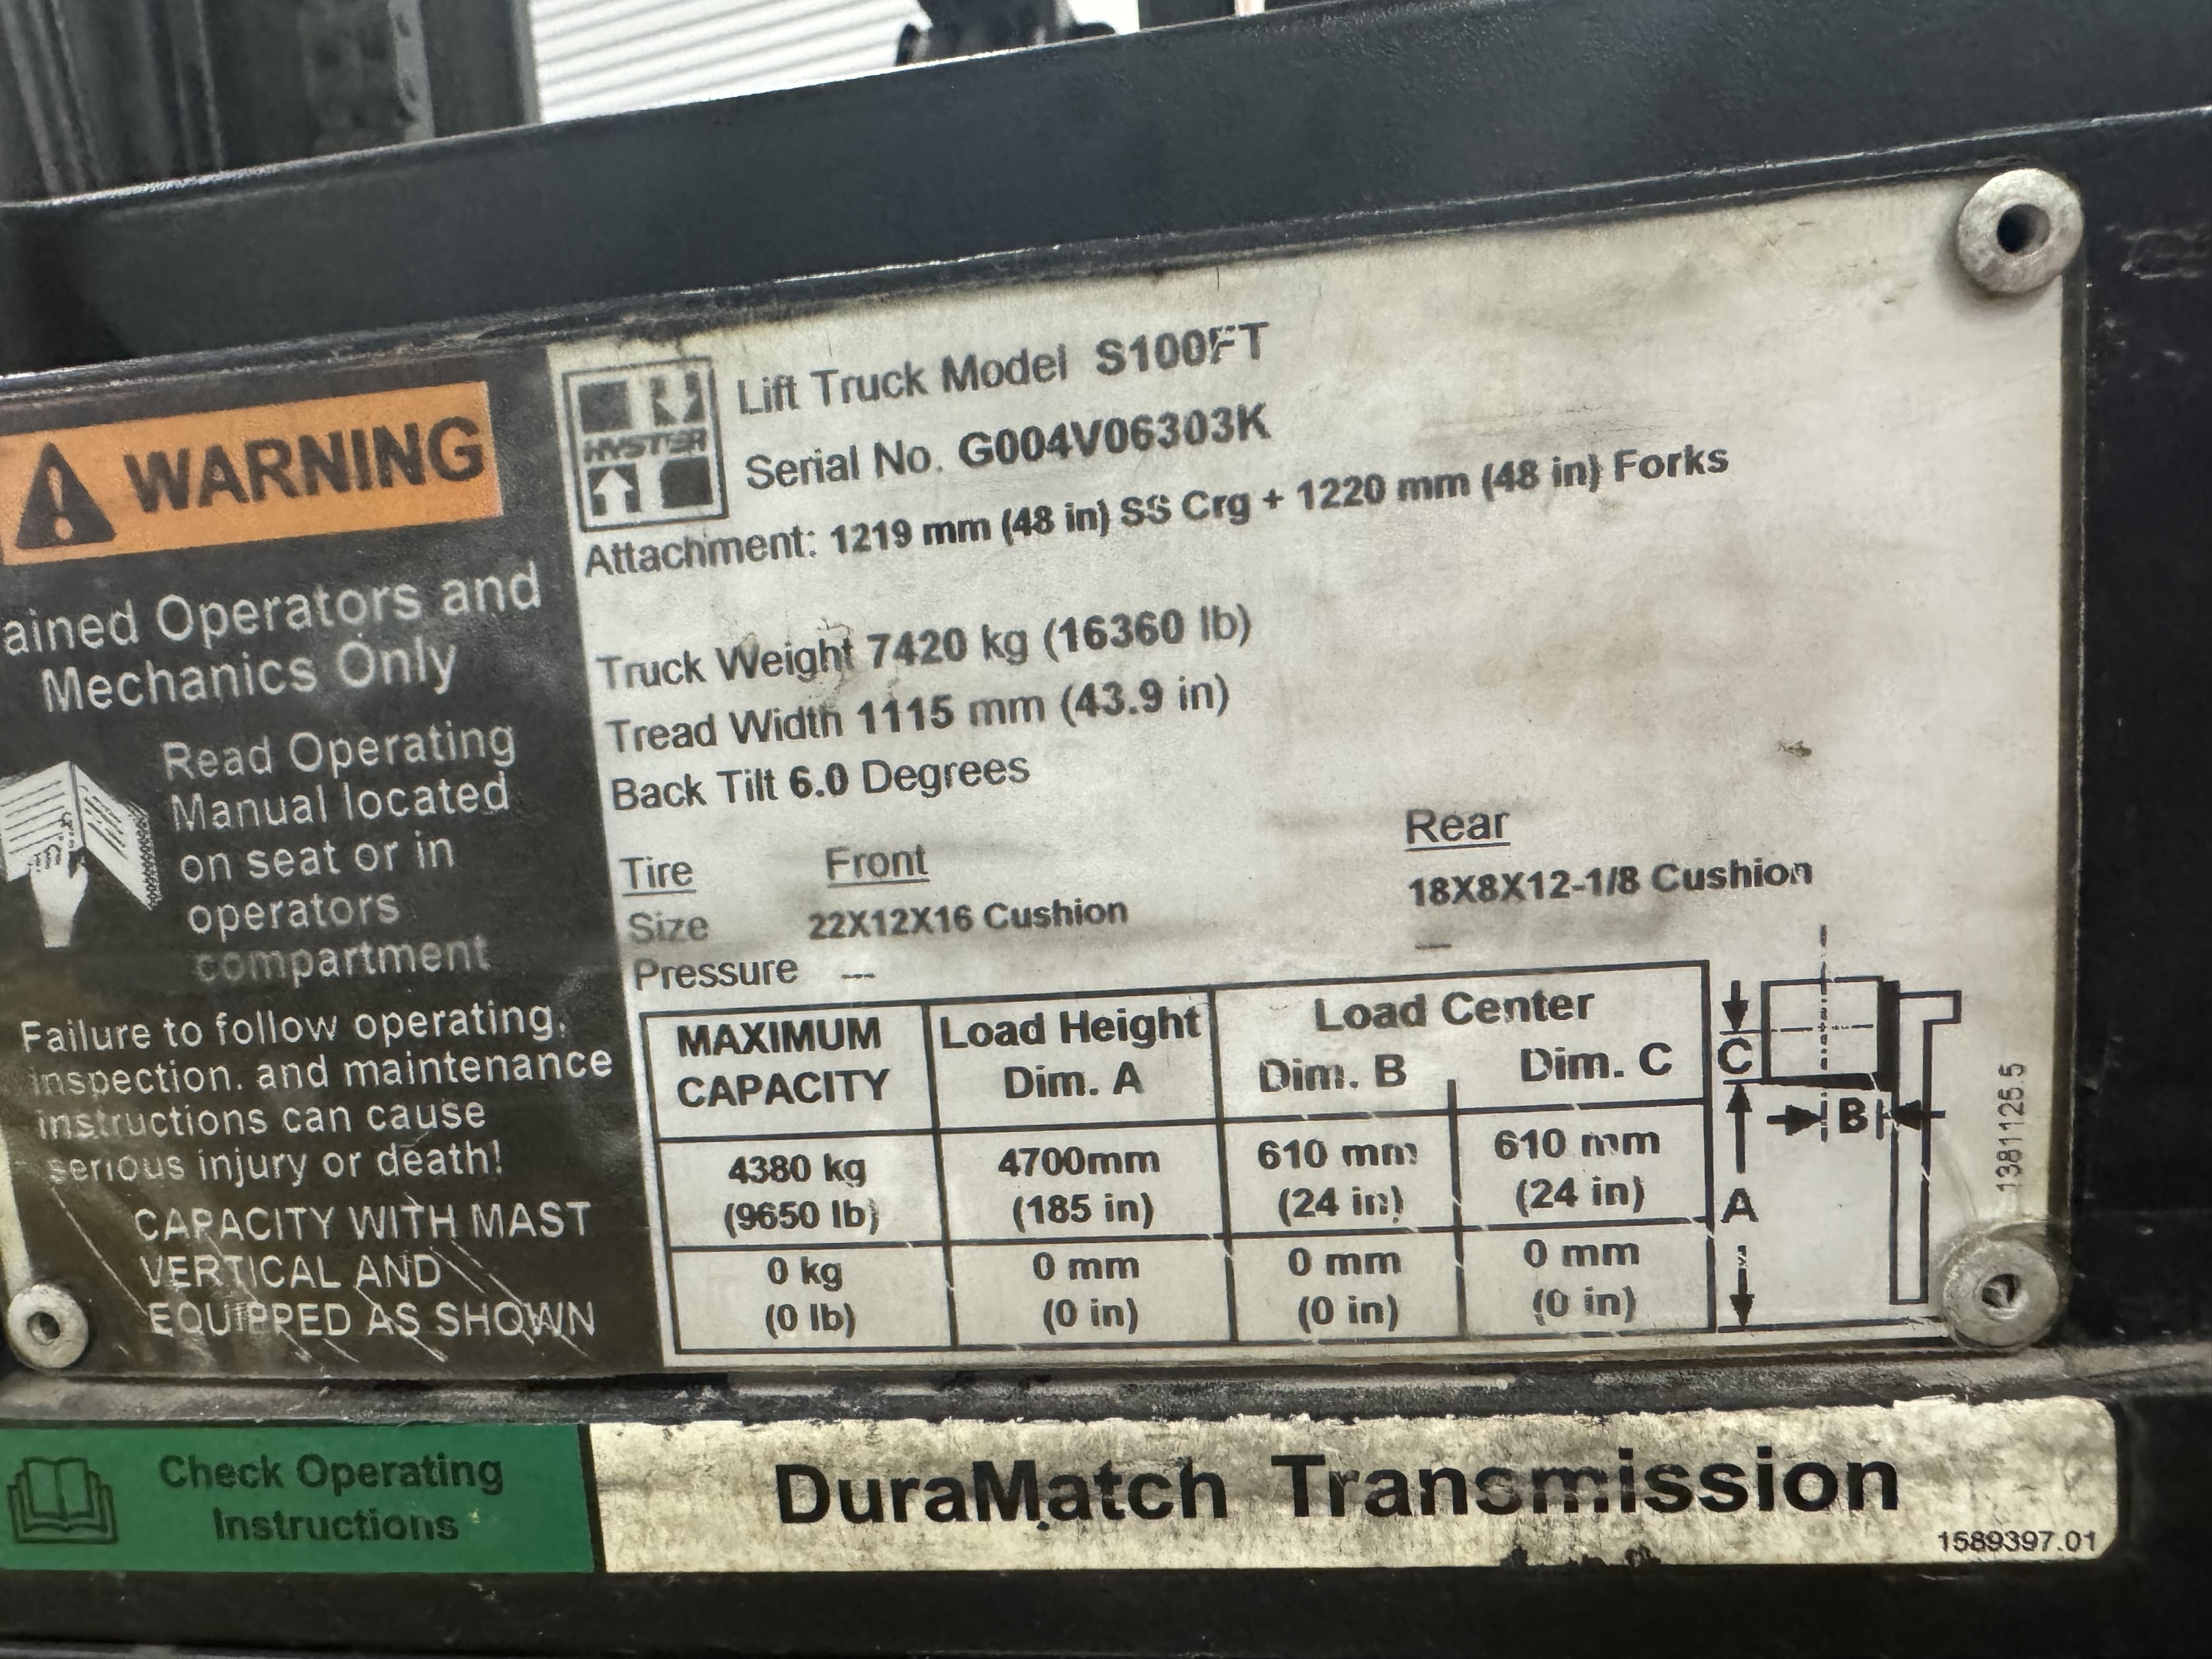 WARNING
ained Operators and
Mechanics Only
Read Operating
Manual located
on seat or in
operators
compartment
Failure to follow operating,
inspection. and maintenance
instructions can cause
serious injury or death!
CAPACITY WITH MAST
VERTICAL AND
EQUIPPED AS SHOWN
HYSTER
Lift Truck Model S100FT
Serial No. G004V06303K
Attachment: 1219 mm (48 in) SS Crg + 1220 mm (48 in) Forks
Truck Weight 7420 kg (16360 lb)
Tread Width 1115 mm (43.9 in)
Back Tilt 6.0 Degrees
Tire Front Rear
Size 22X12X16 Cushion 18X8X12-1/8 Cushion
Pressure --- ---
MAXIMUM Load Height Load Center
CAPACITY Dim. A Dim. B Dim. C
4380 kg 4700mm 610 mm 610 mm
(9650 lb) (185 in) (24 in) (24 in)
0 kg 0 mm 0 mm 0 mm
(0 lb) (0 in) (0 in) (0 in)
C
B
A
1381125.5
Check Operating
Instructions
DuraMatch Transmission
1589397.01